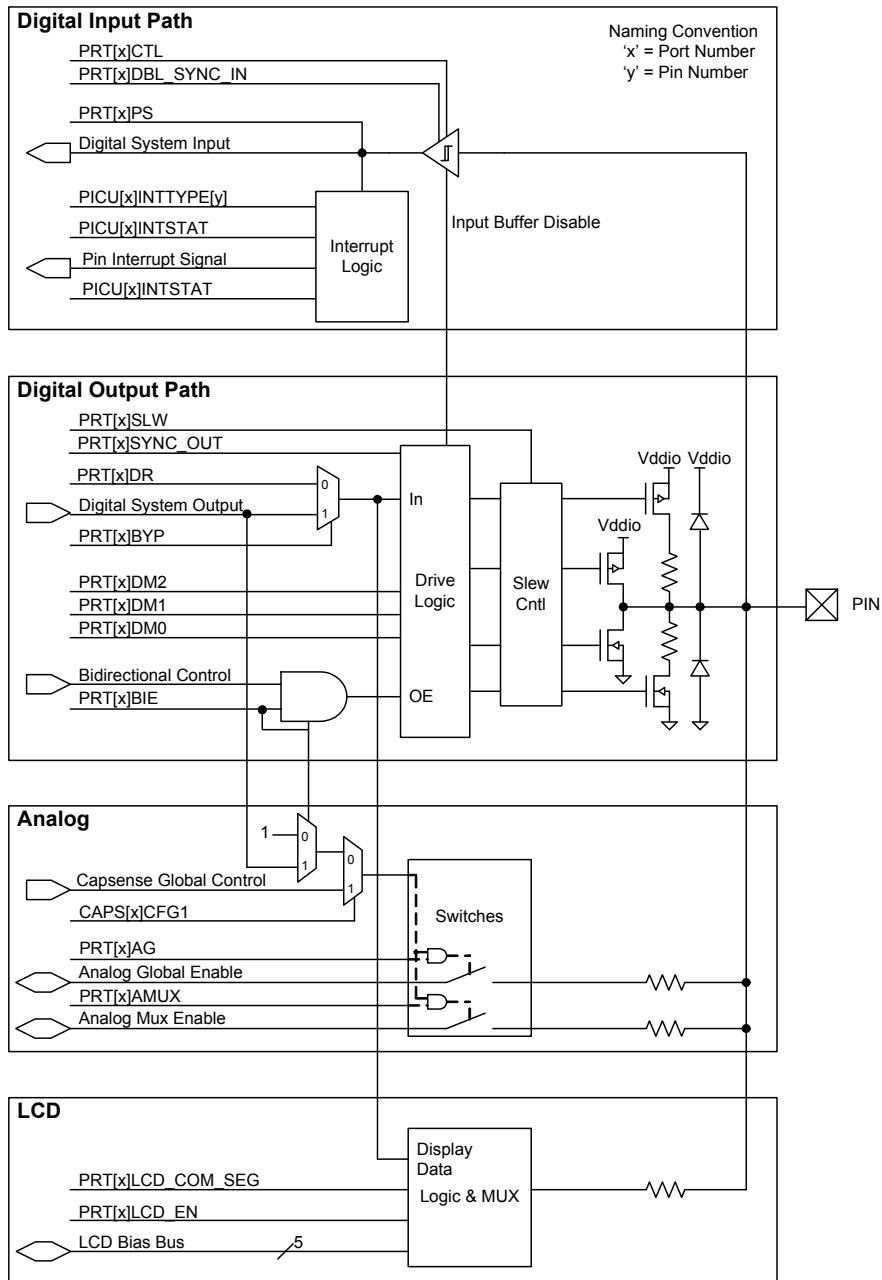 Digital Input Path
Naming Convention
‘x’ = Port Number
‘y’ = Pin Number
PRT[x]CTL
PRT[x]DBL_SYNC_IN
PRT[x]PS
Digital System Input
PICU[x]INTTYPE[y]
PICU[x]INTSTAT
Pin Interrupt Signal
PICU[x]INTSTAT
Interrupt
Logic
Input Buffer Disable
Digital Output Path
PRT[x]SLW
PRT[x]SYNC_OUT
PRT[x]DR
Digital System Output
PRT[x]BYP
0
1
PRT[x]DM2
PRT[x]DM1
PRT[x]DM0
Bidirectional Control
PRT[x]BIE
In
Drive
Logic
OE
Slew
Cntl
Vddio
Vddio
Vddio
PIN
Analog
1
0
1
0
1
Capsense Global Control
CAPS[x]CFG1
PRT[x]AG
Analog Global Enable
PRT[x]AMUX
Analog Mux Enable
Switches
LCD
PRT[x]LCD_COM_SEG
PRT[x]LCD_EN
LCD Bias Bus
5
Display
Data
Logic & MUX